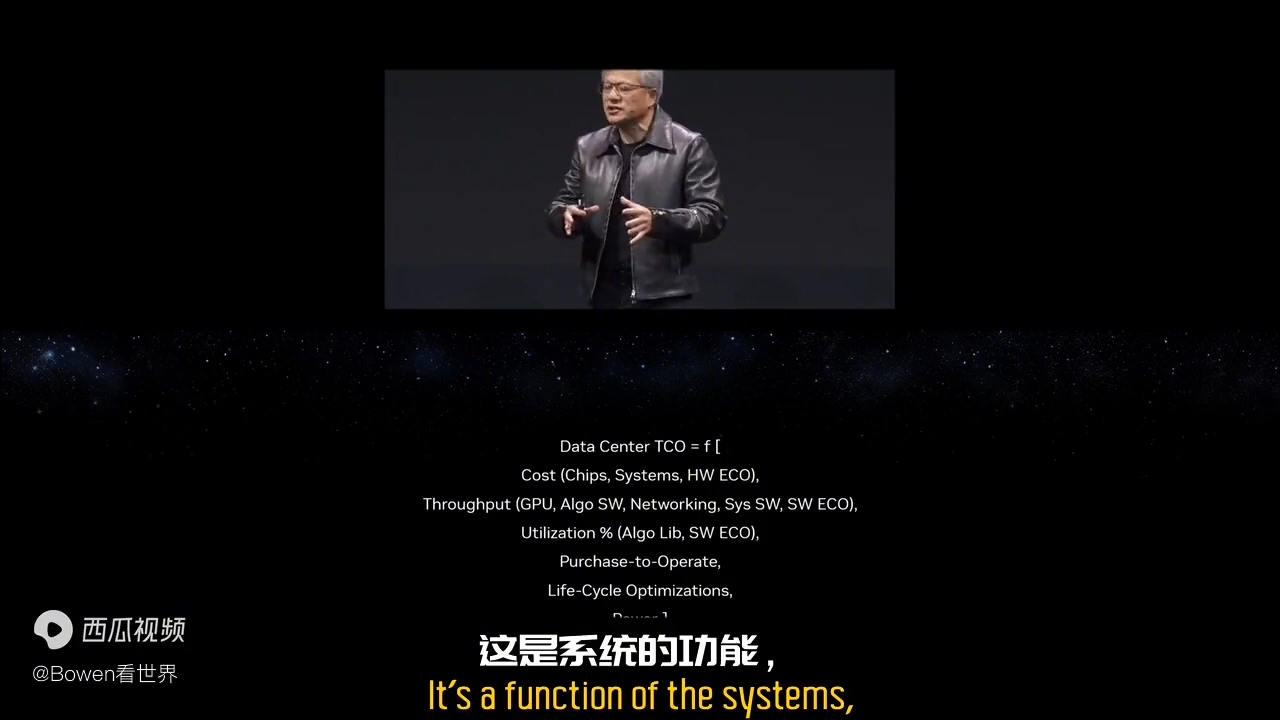 Data Center TCO = f [
Cost (Chips, Systems, HW ECO),
Throughput (GPU, Algo SW, Networking, Sys SW, SW ECO),
Utilization % (Algo Lib, SW ECO),
Purchase-to-Operate,
Life-Cycle Optimizations,
Power ]
西瓜视频
@Bowen看世界
这是系统的功能，
It's a function of the systems,